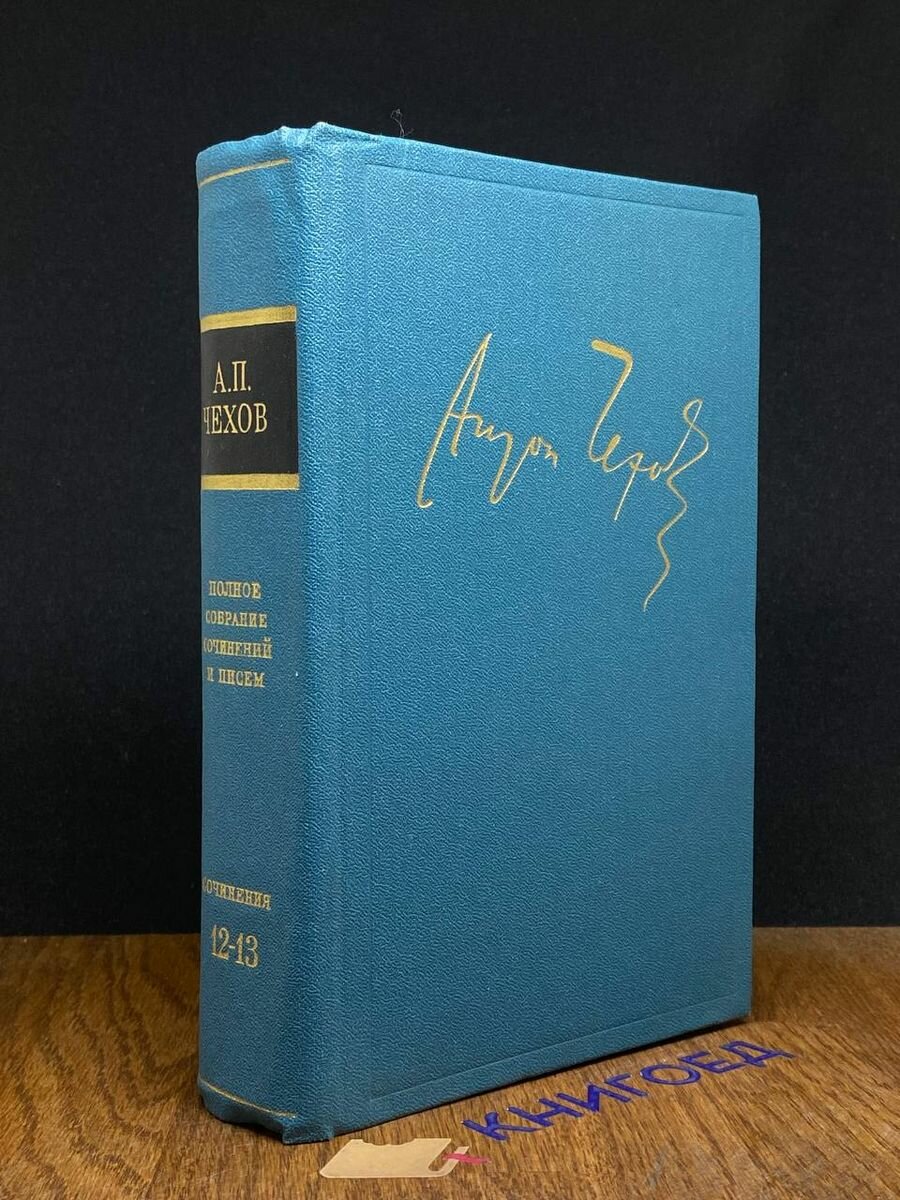 А.П.
ЧЕХОВ
ПОЛНОЕ
СОБРАНИЕ
СОЧИНЕНИЙ
И ПИСЕМ
СОЧИНЕНИЯ
12-13
Антон Чехов
КНИГОЕД